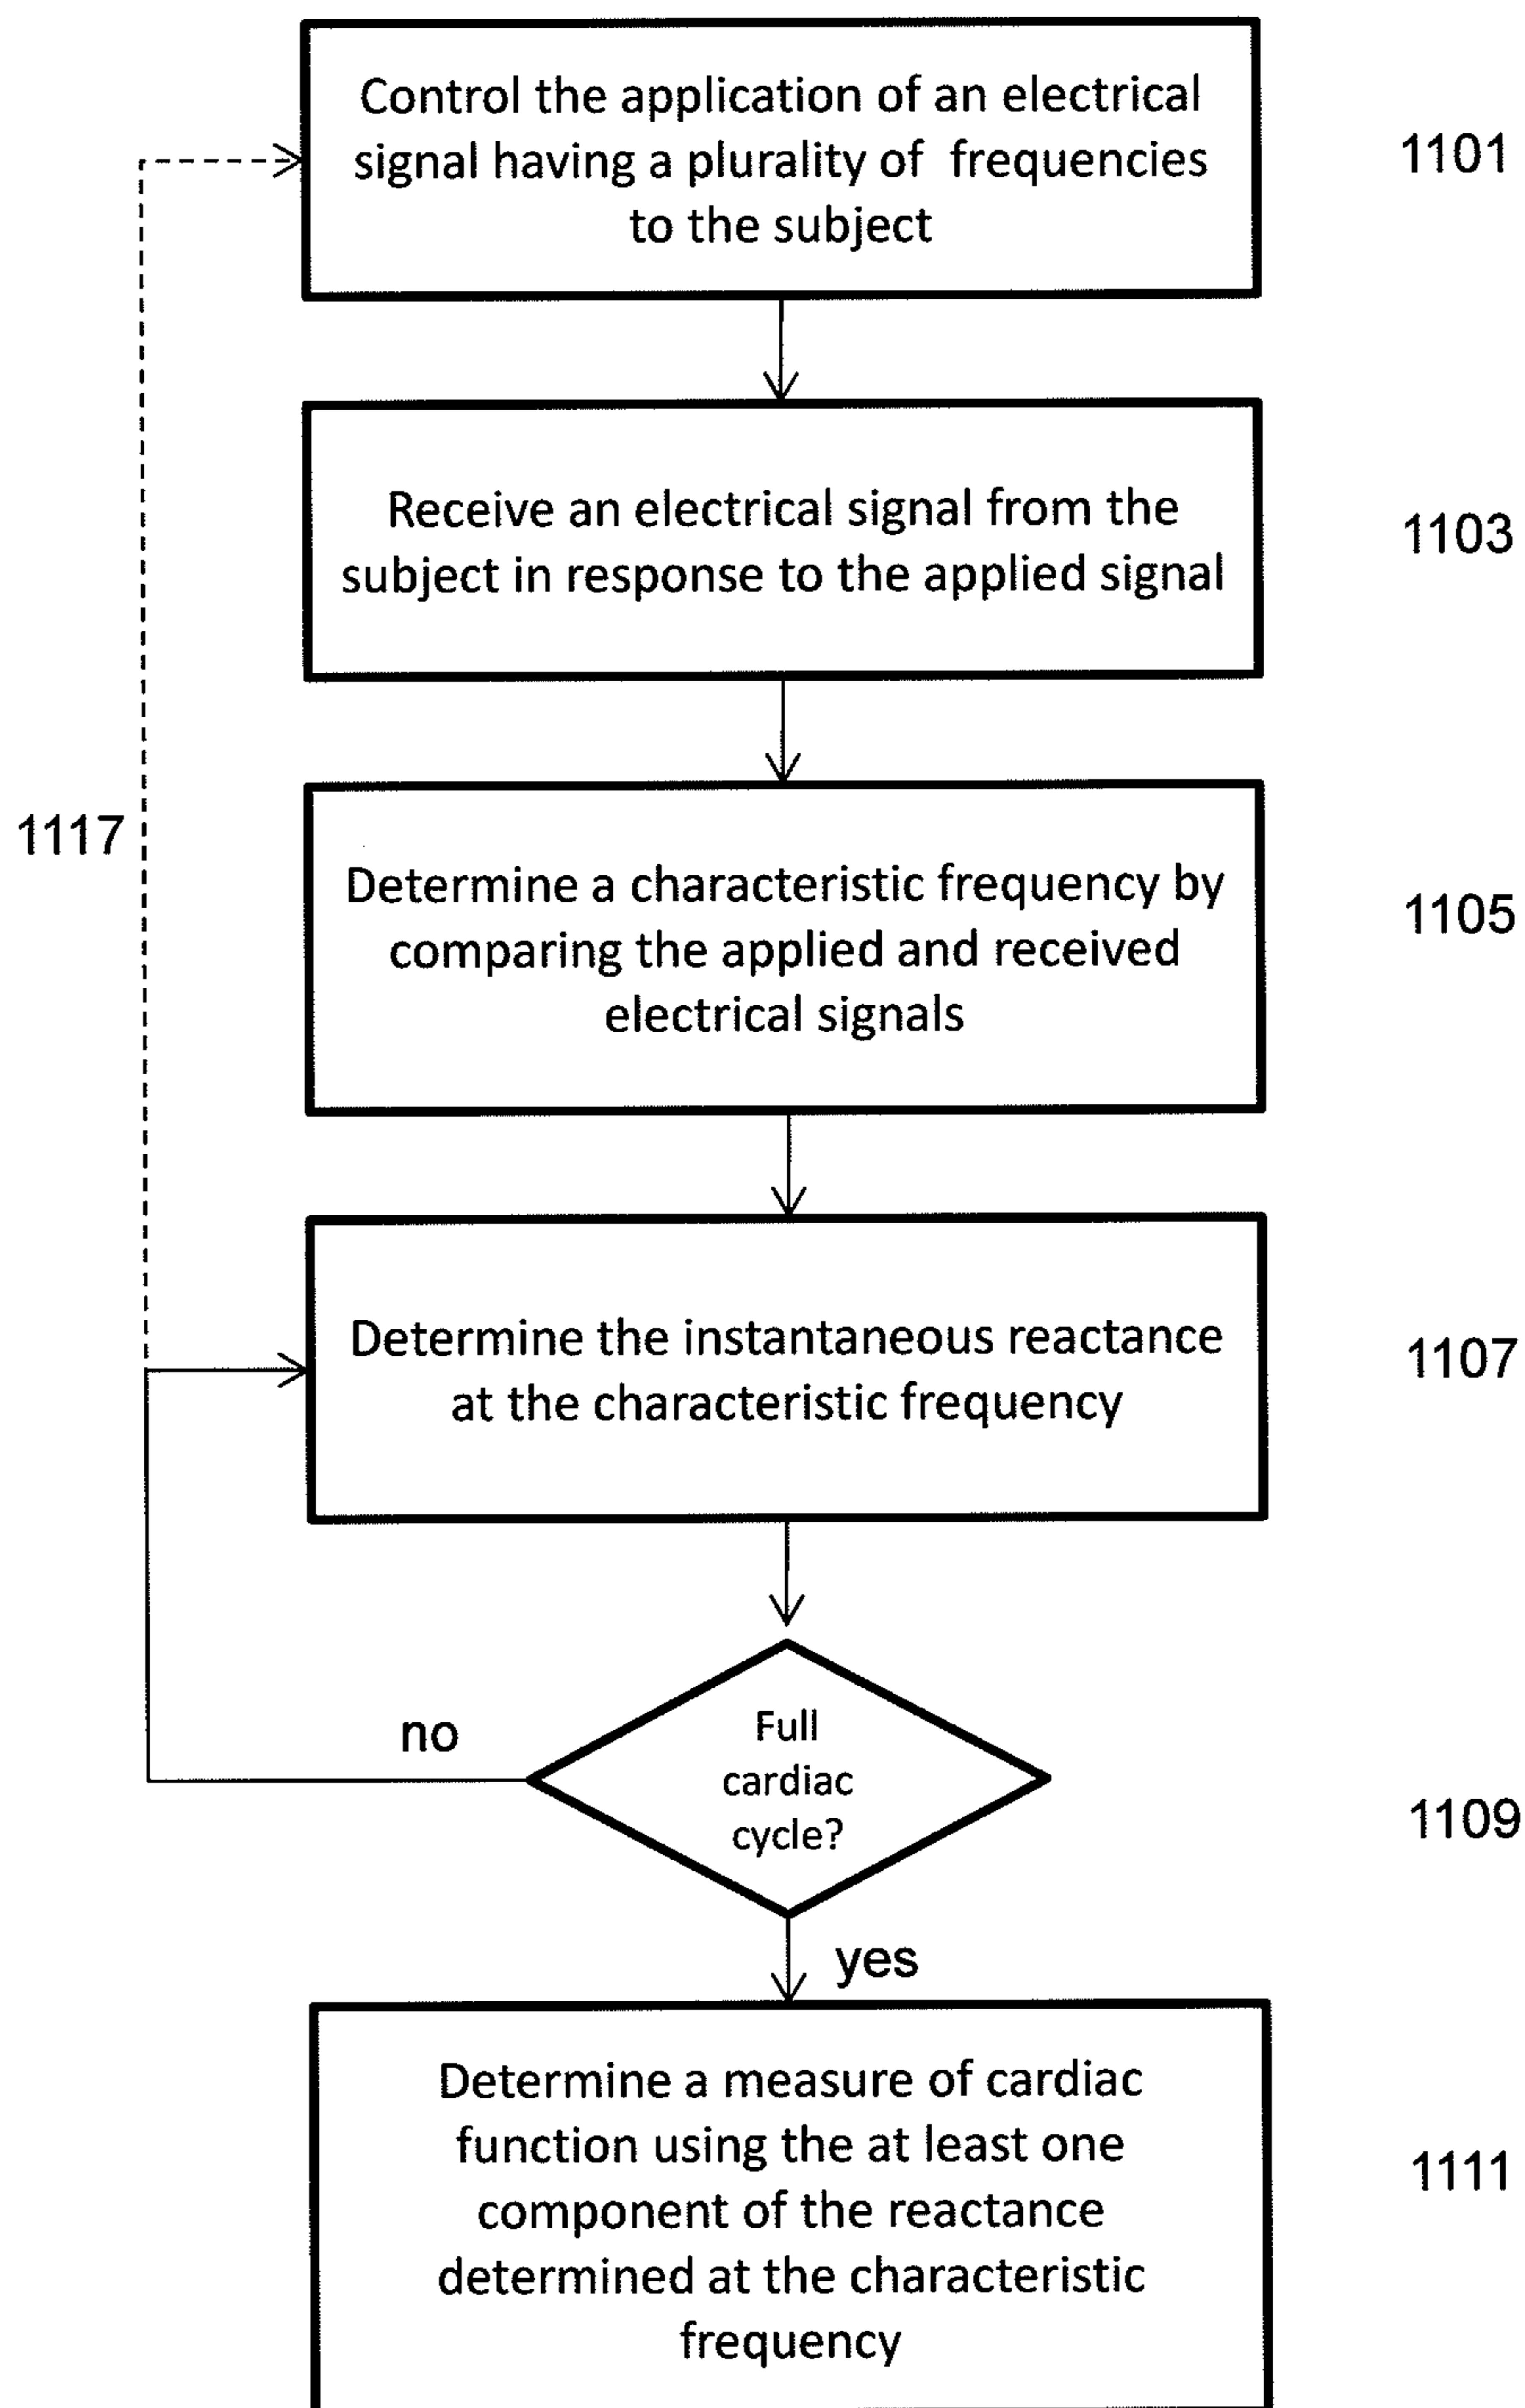 Control the application of an electrical
signal having a plurality of frequencies
to the subject
1101
Receive an electrical signal from the
subject in response to the applied signal
1103
1117
Determine a characteristic frequency by
comparing the applied and received
electrical signals
1105
Determine the instantaneous reactance
at the characteristic frequency
1107
no
Full
cardiac
cycle?
1109
yes
Determine a measure of cardiac
function using the at least one
component of the reactance
determined at the characteristic
frequency
1111